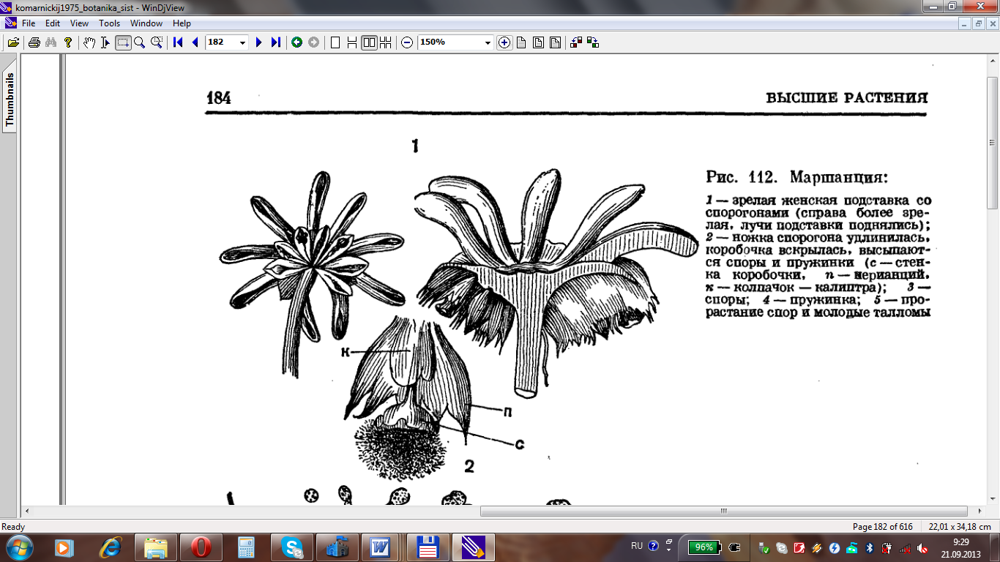 komarnickij1975_botanika_sist - WinDjView
File Edit View Tools Window Help
182 150%
Thumbnails
184 ВЫСШИЕ РАСТЕНИЯ
1
Рис. 112. Маршанция:
1 — зрелая женская подставка со
спорогонами (справа более зре-
лая, лучи подставки поднялись);
2 — ножка спорогона удлинилась,
коробочка вскрылась, высыпают-
ся споры и пружинки (с — стен-
ка коробочки, п — перианций,
к — колпачок — калиптра); 3 —
споры; 4 — пружинка; 5 — про-
растание спор и молодые талломы
к
п
с
2
Ready Page 182 of 616 22,01 x 34,18 cm
RU 96% 9:29
21.09.2013